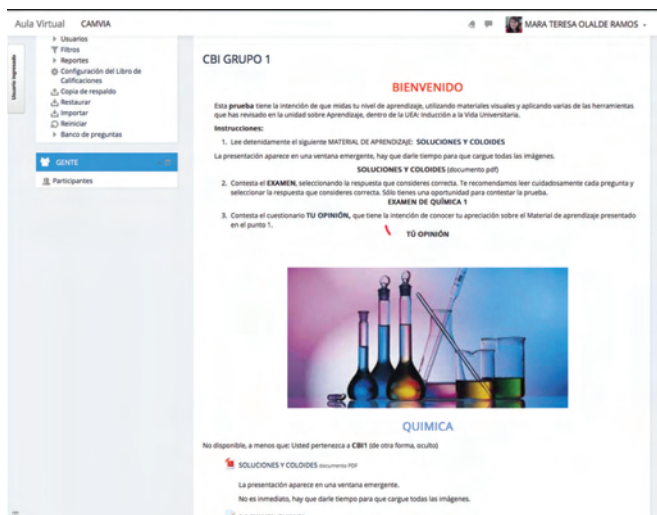 Aula Virtual CAMVIA
MARA TERESA OLALDE RAMOS
Usuario ingresado
Usuarios
Filtros
Reportes
Configuración del Libro de
Calificaciones
Copia de respaldo
Restaurar
Importar
Reiniciar
Banco de preguntas
GENTE
Participantes
CBI GRUPO 1
BIENVENIDO
Esta prueba tiene la intención de que midas tu nivel de aprendizaje, utilizando materiales visuales y aplicando varias de las herramientas
que has revisado en la unidad sobre Aprendizaje, dentro de la UEA: Inducción a la Vida Universitaria.
Instrucciones:
1. Lee detenidamente el siguiente MATERIAL DE APRENDIZAJE: SOLUCIONES Y COLOIDES
La presentación aparece en una ventana emergente, hay que darle tiempo para que cargue todas las imágenes.
SOLUCIONES Y COLOIDES (documento pdf)
2. Contesta el EXAMEN, seleccionando la respuesta que consideres correcta. Te recomendamos leer cuidadosamente cada pregunta y
seleccionar la respuesta que consideres correcta. Sólo tienes una oportunidad para contestar la prueba.
EXAMEN DE QUÍMICA 1
3. Contesta el cuestionario TU OPINIÓN, que tiene la intención de conocer tu apreciación sobre el Material de aprendizaje presentado
en el punto 1.
TÚ OPINIÓN
QUIMICA
No disponible, a menos que: Usted pertenezca a CBI1 (de otra forma, oculto)
SOLUCIONES Y COLOIDES documento PDF
La presentación aparece en una ventana emergente.
No es inmediato, hay que darle tiempo para que cargue todas las imágenes.